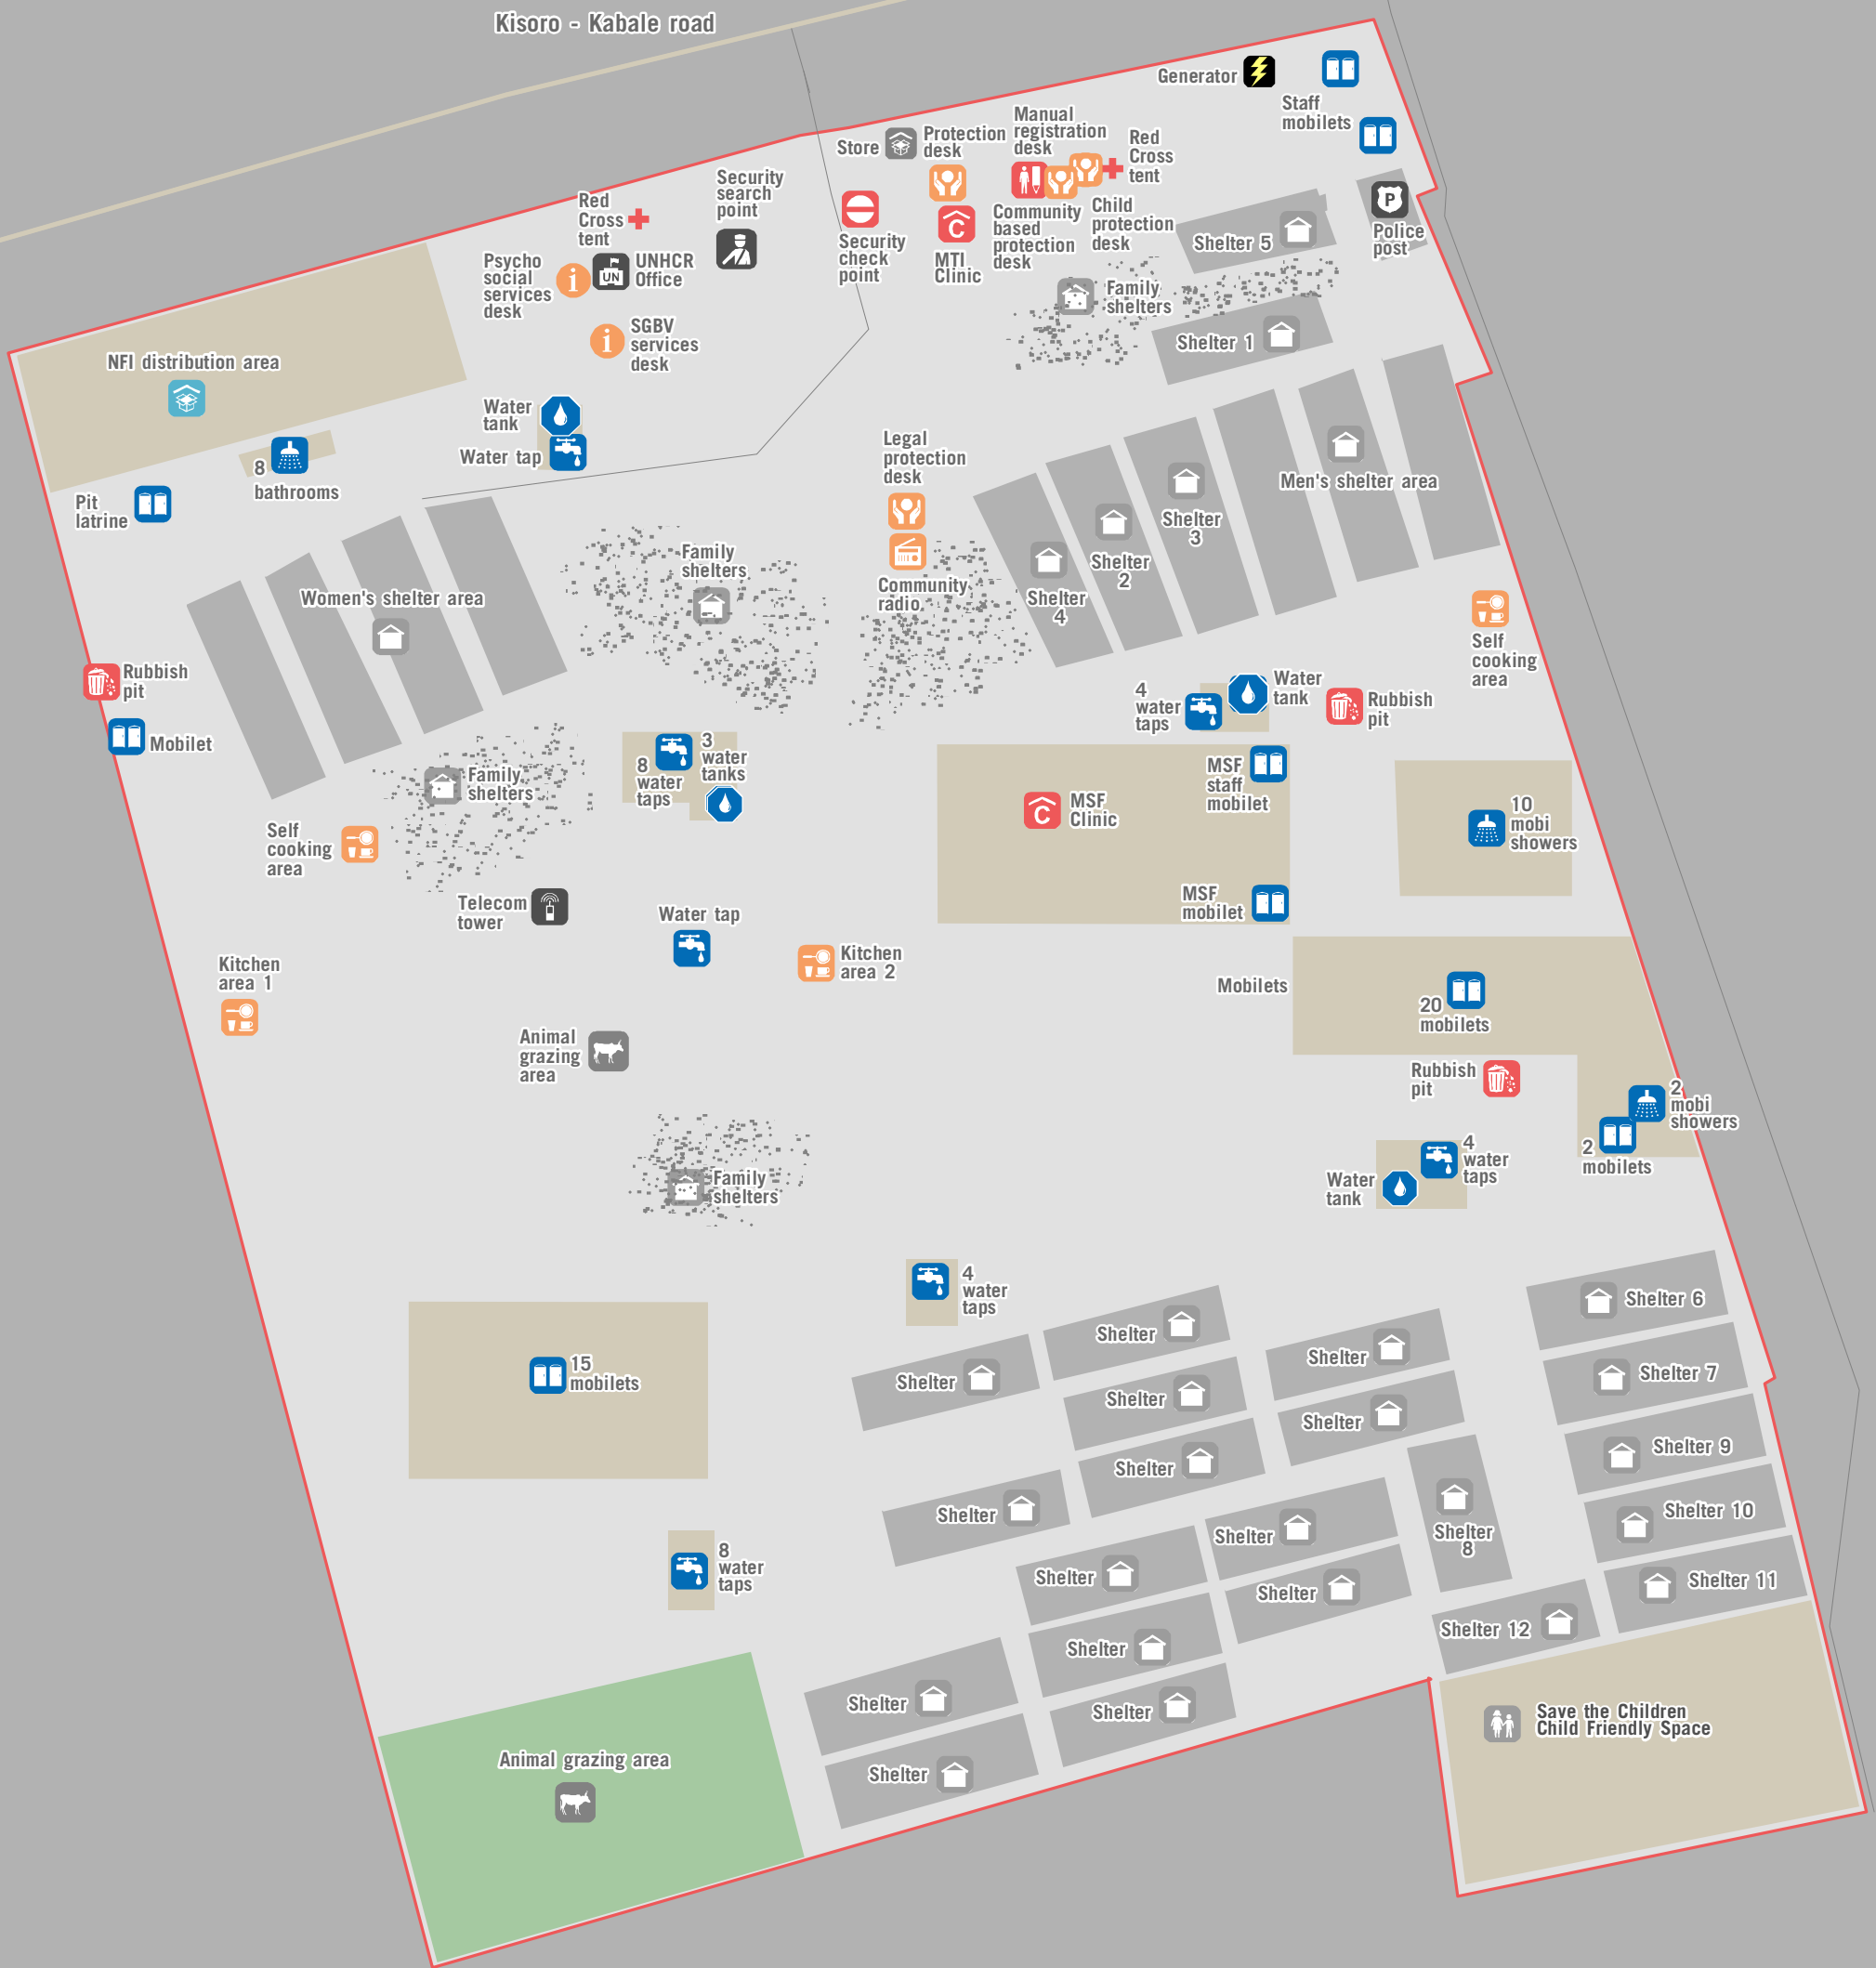 Kisoro - Kabale road
Generator
Staff
mobilets
Store
Protection
desk
Manual
registration
desk
Red
Cross
tent
Security
search
point
Red
Cross
tent
Security
check
point
MTI
Clinic
Community
based
protection
desk
Child
protection
desk
Shelter 5
P
Police
post
Psycho
social
services
desk
UN
UNHCR
Office
SGBV
services
desk
Family
shelters
Shelter 1
NFI distribution area
Water
tank
Water tap
8
bathrooms
Pit
latrine
Legal
protection
desk
Community
radio
Men's shelter area
Shelter
3
Shelter
2
Shelter
4
Family
shelters
Women's shelter area
Self
cooking
area
Rubbish
pit
Mobilet
4
water
taps
Water
tank
Rubbish
pit
8
water
taps
3
water
tanks
Family
shelters
Self
cooking
area
MSF
staff
mobilet
C
MSF
Clinic
MSF
mobilet
10
mobi
showers
Telecom
tower
Water tap
Kitchen
area 2
Kitchen
area 1
Mobilets
20
mobilets
Animal
grazing
area
Rubbish
pit
2
mobi
showers
2
mobilets
4
water
taps
Water
tank
Family
shelters
4
water
taps
15
mobilets
Shelter
Shelter
Shelter
Shelter
Shelter
Shelter
Shelter
Shelter 6
Shelter 7
Shelter 9
Shelter 10
Shelter 11
Shelter
8
Shelter 12
Shelter
Shelter
Shelter
Shelter
Shelter
Shelter
Shelter
Shelter
8
water
taps
Animal grazing area
Save the Children
Child Friendly Space